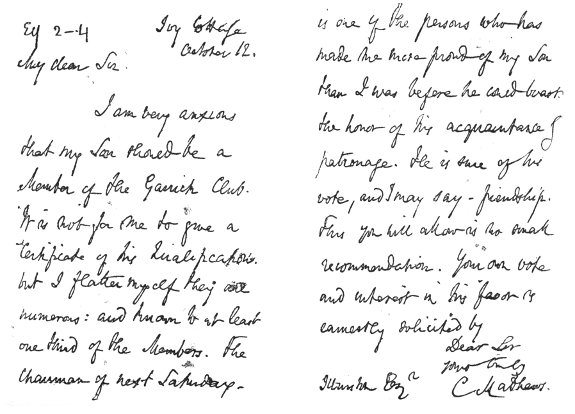 Ey 2-4
Ivy Cottage
October 12.
My dear Sir.
I am very anxious
that my Son should be a
Member of the Garrick Club.
It is not for me to give a
Certificate of his Qualifications.
but I flatter myself they are
numerous: and known to at least
one third of the Members. The
Chairman of next Saturday-
is one of the persons who has
made me more proud of my Son
than I was before he could boast
the honor of his acquaintance &
patronage. He is sure of his
vote, and I may say - friendship.
This you will allow is no small
recommendation. Your own vote
and interest in his favor is
earnestly solicited by
Dear Sir
yours truly
C Mathews.
Esqr